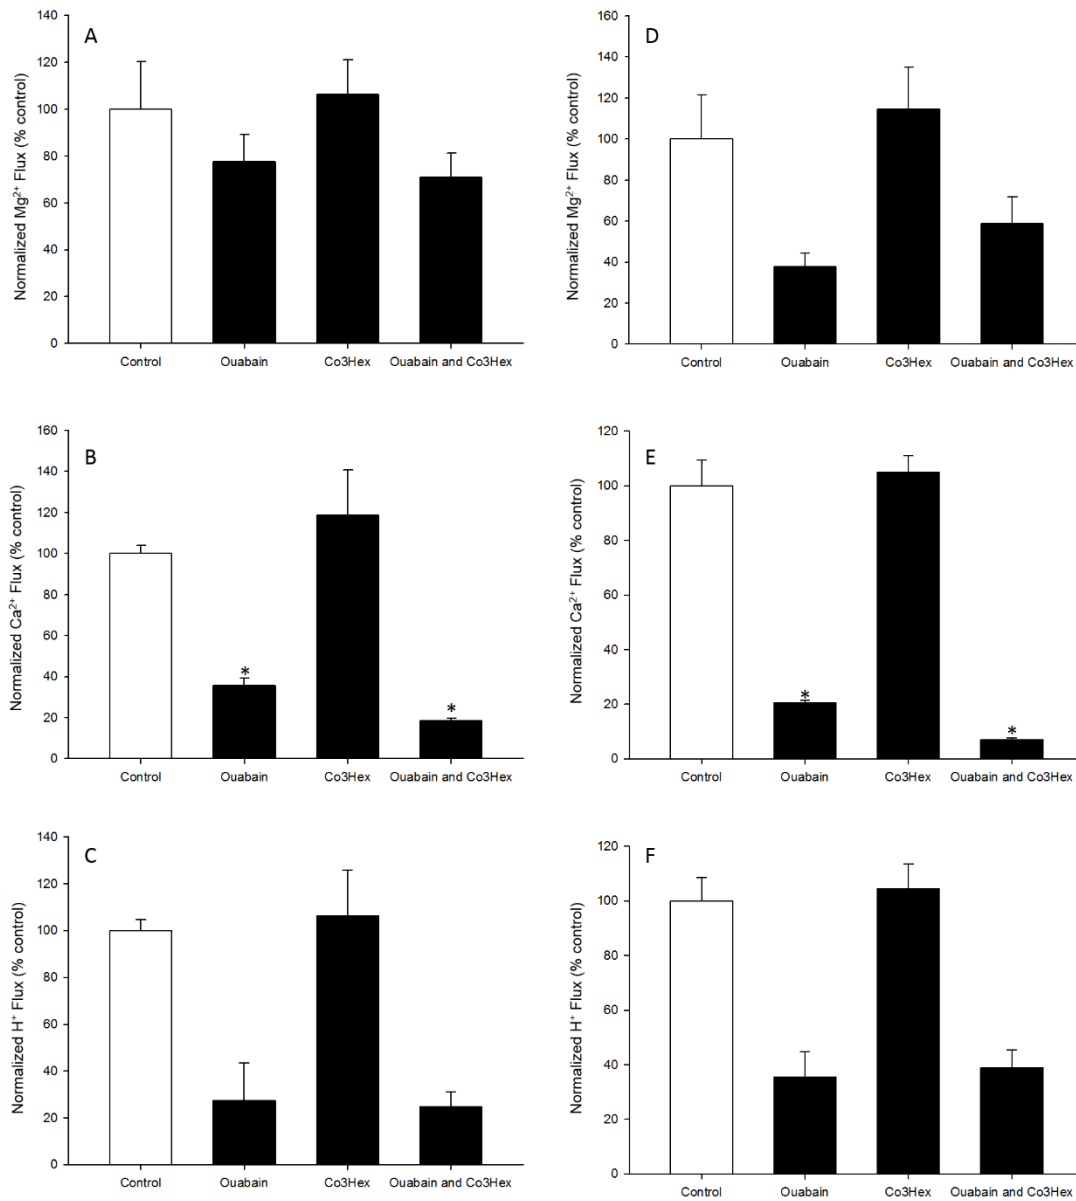 A
Normalized Mg²⁺ Flux (% control)
140
120
100
80
60
40
20
0
Control Ouabain Co3Hex Ouabain and Co3Hex
D
Normalized Mg²⁺ Flux (% control)
160
140
120
100
80
60
40
20
0
Control Ouabain Co3Hex Ouabain and Co3Hex
B
Normalized Ca²⁺ Flux (% control)
160
140
120
100
80
60
40
20
0
* *
Control Ouabain Co3Hex Ouabain and Co3Hex
E
Normalized Ca²⁺ Flux (% control)
120
100
80
60
40
20
0
* *
Control Ouabain Co3Hex Ouabain and Co3Hex
C
Normalized H⁺ Flux (% control)
140
120
100
80
60
40
20
0
Control Ouabain Co3Hex Ouabain and Co3Hex
F
Normalized H⁺ Flux (% control)
120
100
80
60
40
20
0
Control Ouabain Co3Hex Ouabain and Co3Hex